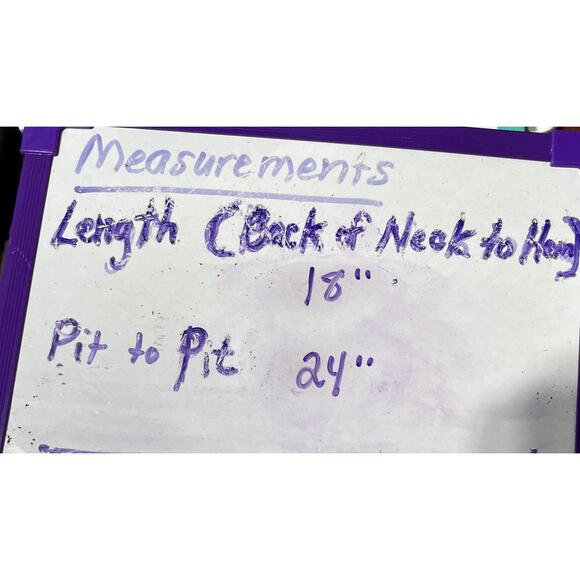 Measurements
Length (Back of Neck to Hem)
18"
Pit to Pit 24"